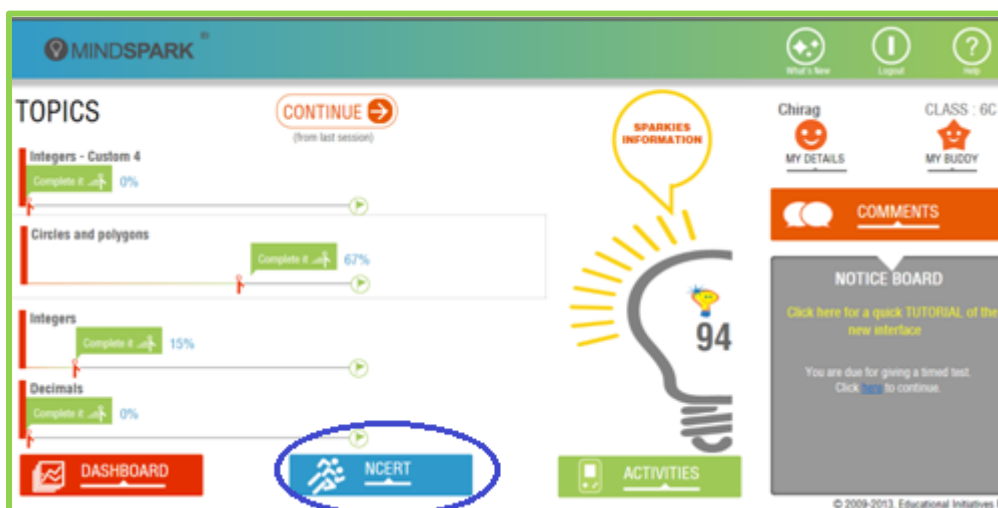 MINDSPARK
What's New
Logout
Help
TOPICS
CONTINUE
(from last session)
Integers - Custom 4
Complete it
0%
Circles and polygons
Complete it
67%
Integers
Complete it
15%
Decimals
Complete it
0%
DASHBOARD
NCERT
ACTIVITIES
SPARKIES
INFORMATION
94
Chirag
CLASS : 6C
MY DETAILS
MY BUDDY
COMMENTS
NOTICE BOARD
Click here for a quick TUTORIAL of the
new interface
You are due for giving a timed test.
Click here to continue.
© 2009-2013, Educational Initiatives